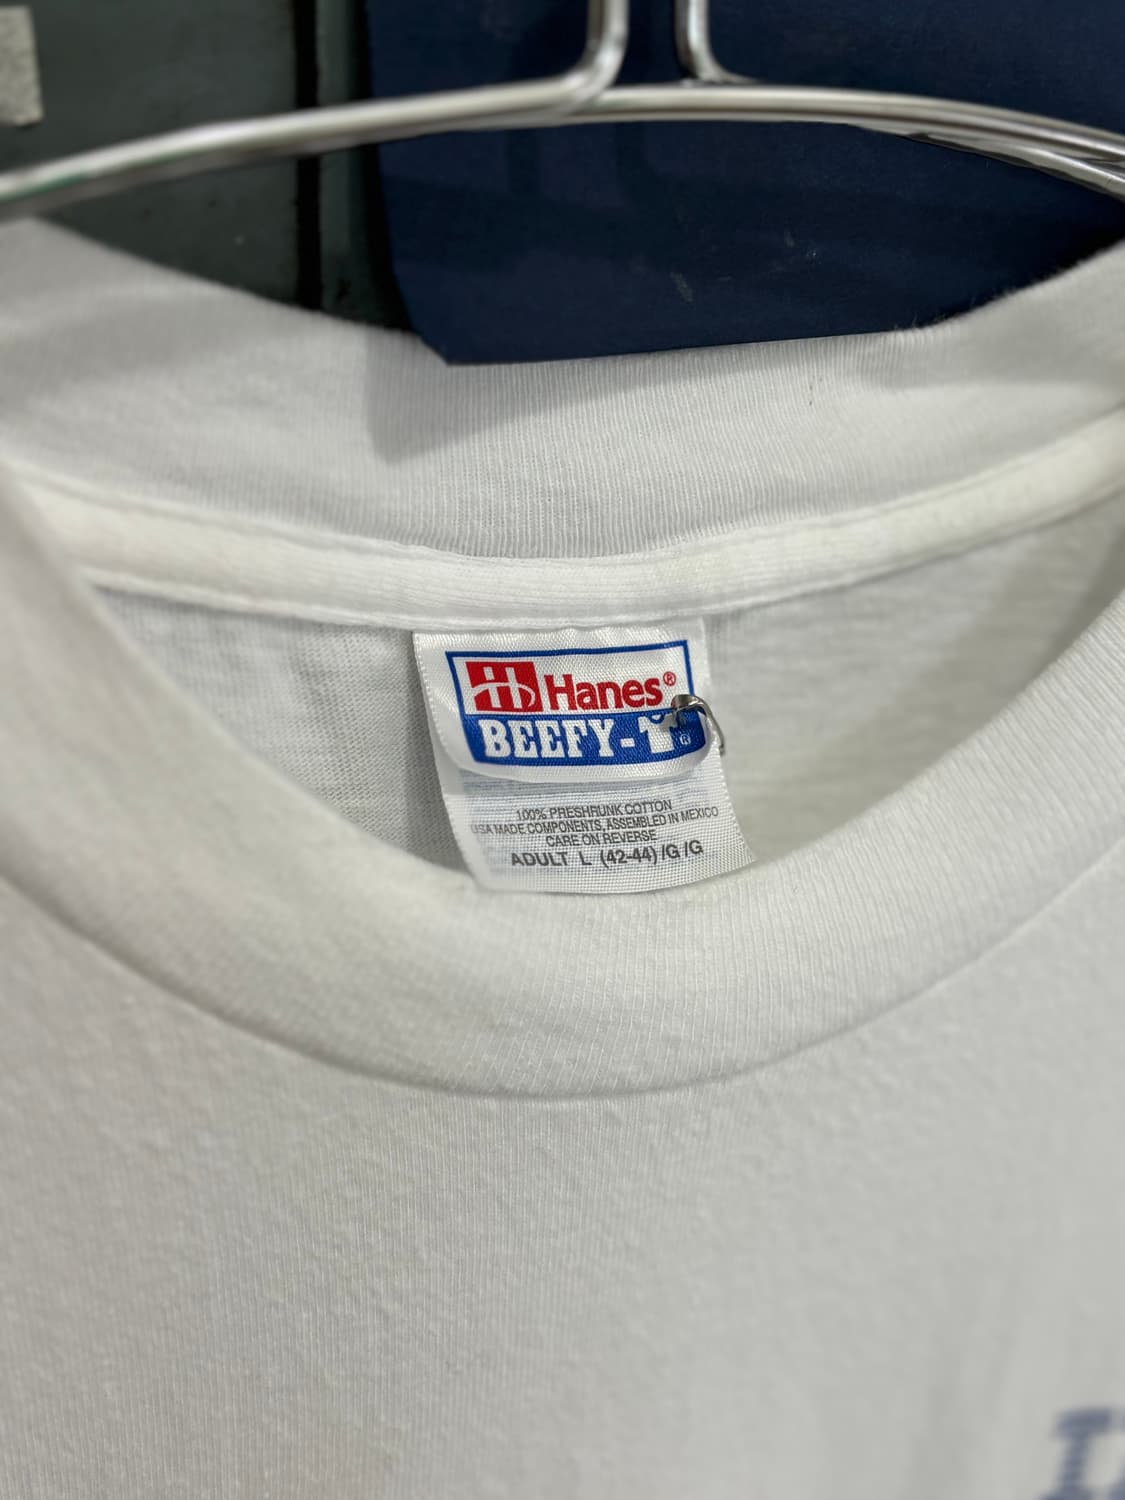 Hanes®
BEEFY-T®
100% PRESHRUNK COTTON
USA MADE COMPONENTS, ASSEMBLED IN MEXICO
CARE ON REVERSE
ADULT L (42-44) /G /G